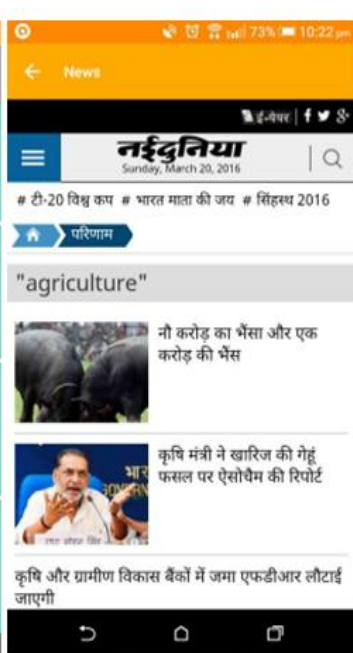 73% 10:22 pm
News
ई-पेपर
नईदुनिया
Sunday, March 20, 2016
# टी-20 विश्व कप # भारत माता की जय # सिंहस्थ 2016
परिणाम
"agriculture"
नौ करोड़ का भैंसा और एक
करोड़ की भैंस
कृषि मंत्री ने खारिज की गेहूं
फसल पर ऐसोचैम की रिपोर्ट
कृषि और ग्रामीण विकास बैंकों में जमा एफडीआर लौटाई
जाएगी